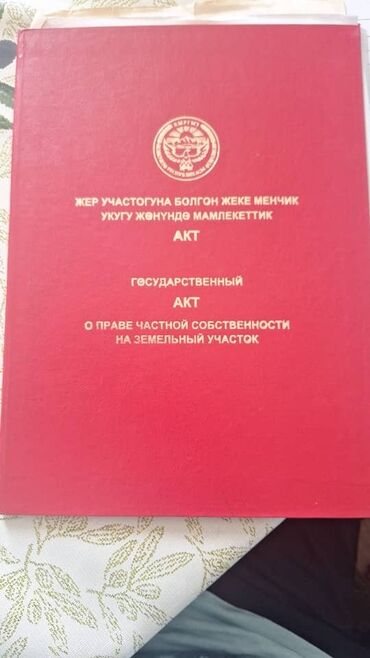 ЖЕР УЧАСТОГУНА БОЛГОН ЖЕКЕ МЕНЧИК
УКУГУ ЖӨНҮНДӨ МАМЛЕКЕТТИК
АКТ
ГОСУДАРСТВЕННЫЙ
АКТ
О ПРАВЕ ЧАСТНОЙ СОБСТВЕННОСТИ
НА ЗЕМЕЛЬНЫЙ УЧАСТОК